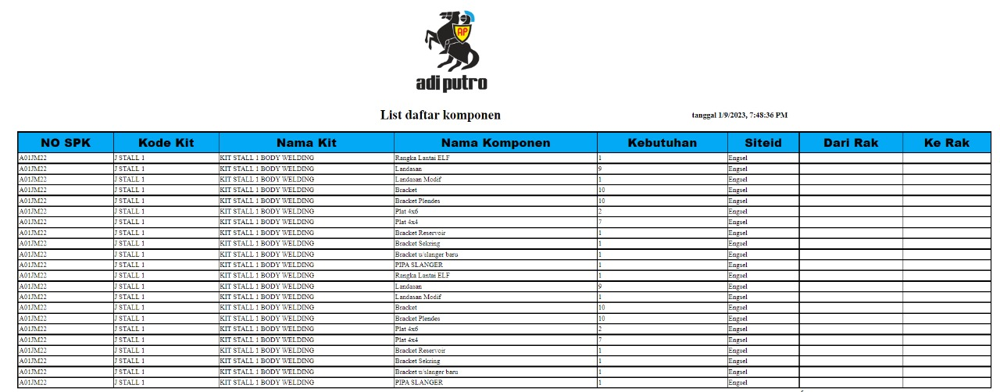 AP
adiputro
List daftar komponen
tanggal 1/9/2023, 7:48:36 PM
NO SPK Kode Kit Nama Kit Nama Komponen Kebutuhan Siteid Dari Rak Ke Rak
A01JM22 J STALL 1 KIT STALL 1 BODY WELDING Rangka Lantai ELF 1 Engsel
A01JM22 J STALL 1 KIT STALL 1 BODY WELDING Landasan 9 Engsel
A01JM22 J STALL 1 KIT STALL 1 BODY WELDING Landasan Modif 1 Engsel
A01JM22 J STALL 1 KIT STALL 1 BODY WELDING Bracket 10 Engsel
A01JM22 J STALL 1 KIT STALL 1 BODY WELDING Bracket Plendes 10 Engsel
A01JM22 J STALL 1 KIT STALL 1 BODY WELDING Plat 4x6 2 Engsel
A01JM22 J STALL 1 KIT STALL 1 BODY WELDING Plat 4x4 7 Engsel
A01JM22 J STALL 1 KIT STALL 1 BODY WELDING Bracket Reservoir 1 Engsel
A01JM22 J STALL 1 KIT STALL 1 BODY WELDING Bracket Sekring 1 Engsel
A01JM22 J STALL 1 KIT STALL 1 BODY WELDING Bracket u/slanger baru 1 Engsel
A01JM22 J STALL 1 KIT STALL 1 BODY WELDING PIPA SLANGER 1 Engsel
A01JM22 J STALL 1 KIT STALL 1 BODY WELDING Rangka Lantai ELF 1 Engsel
A01JM22 J STALL 1 KIT STALL 1 BODY WELDING Landasan 9 Engsel
A01JM22 J STALL 1 KIT STALL 1 BODY WELDING Landasan Modif 1 Engsel
A01JM22 J STALL 1 KIT STALL 1 BODY WELDING Bracket 10 Engsel
A01JM22 J STALL 1 KIT STALL 1 BODY WELDING Bracket Plendes 10 Engsel
A01JM22 J STALL 1 KIT STALL 1 BODY WELDING Plat 4x6 2 Engsel
A01JM22 J STALL 1 KIT STALL 1 BODY WELDING Plat 4x4 7 Engsel
A01JM22 J STALL 1 KIT STALL 1 BODY WELDING Bracket Reservoir 1 Engsel
A01JM22 J STALL 1 KIT STALL 1 BODY WELDING Bracket Sekring 1 Engsel
A01JM22 J STALL 1 KIT STALL 1 BODY WELDING Bracket u/slanger baru 1 Engsel
A01JM22 J STALL 1 KIT STALL 1 BODY WELDING PIPA SLANGER 1 Engsel